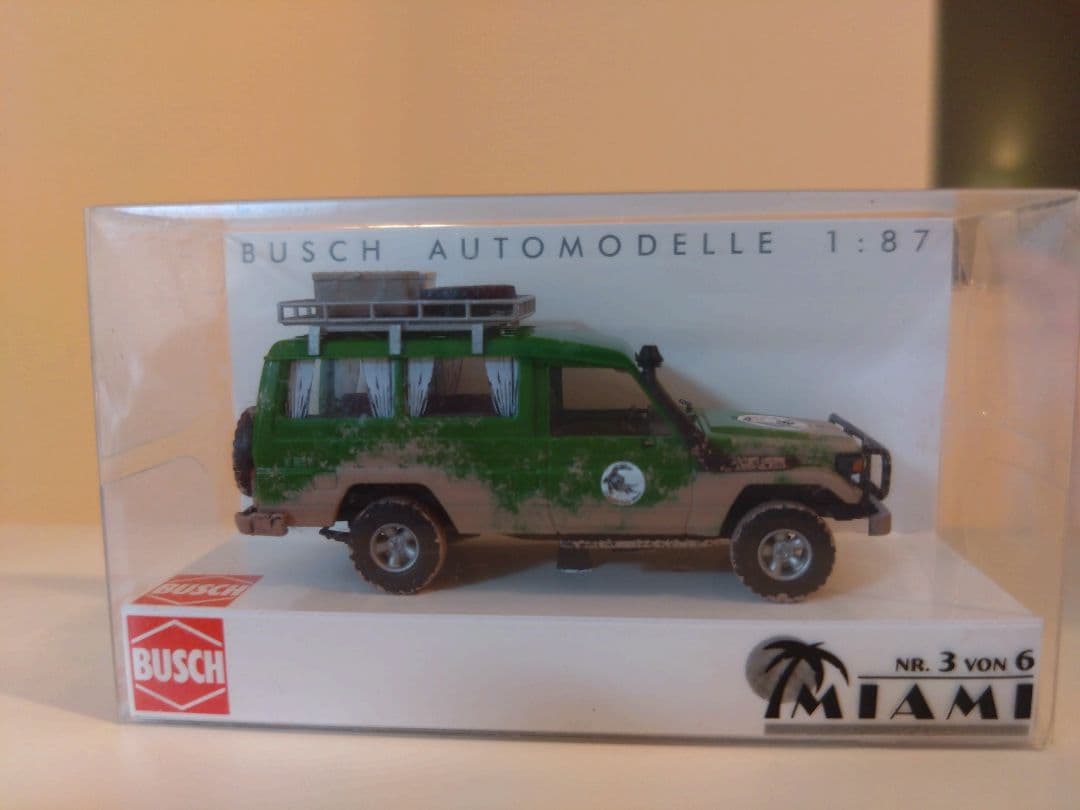 BUSCH AUTOMODELLE 1:87
BUSCH
BUSCH
NR. 3 VON 6
MIAMI